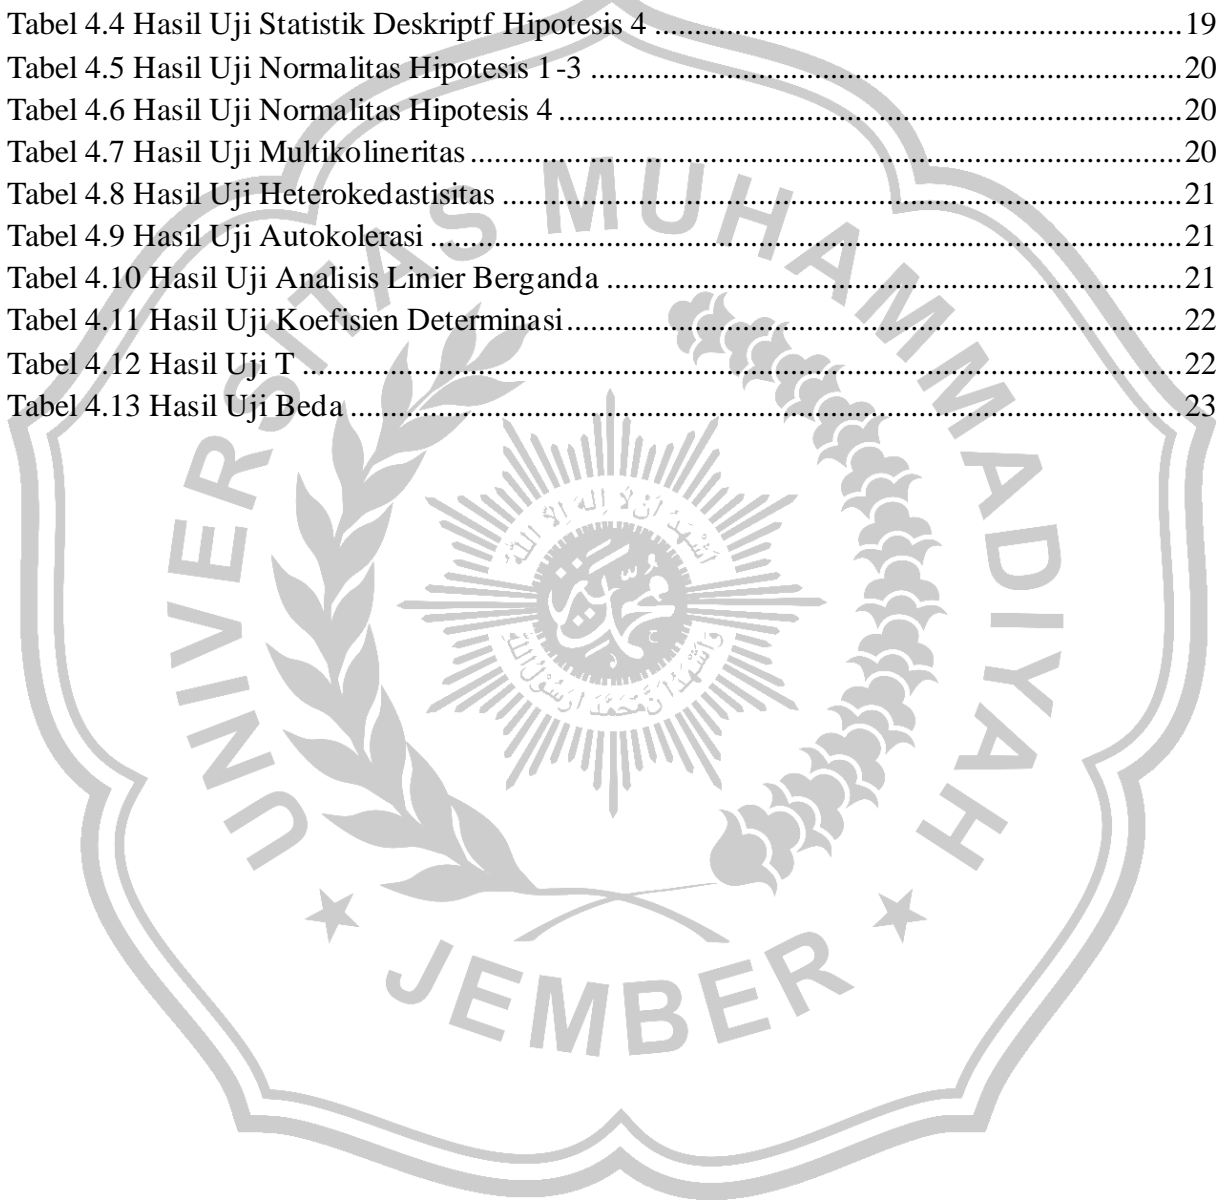 Tabel 4.4 Hasil Uji Statistik Deskriptf Hipotesis 4 ........................................................................................19
Tabel 4.5 Hasil Uji Normalitas Hipotesis 1-3 ..................................................................................................20
Tabel 4.6 Hasil Uji Normalitas Hipotesis 4 .......................................................................................................20
Tabel 4.7 Hasil Uji Multikolineritas ....................................................................................................................20
Tabel 4.8 Hasil Uji Heterokedastisitas ...............................................................................................................21
Tabel 4.9 Hasil Uji Autokolerasi ...........................................................................................................................21
Tabel 4.10 Hasil Uji Analisis Linier Berganda ................................................................................................21
Tabel 4.11 Hasil Uji Koefisien Determinasi ......................................................................................................22
Tabel 4.12 Hasil Uji T ..................................................................................................................................................22
Tabel 4.13 Hasil Uji Beda ..........................................................................................................................................23
UNIVERSITAS MUHAMMADIYAH
JEMBER